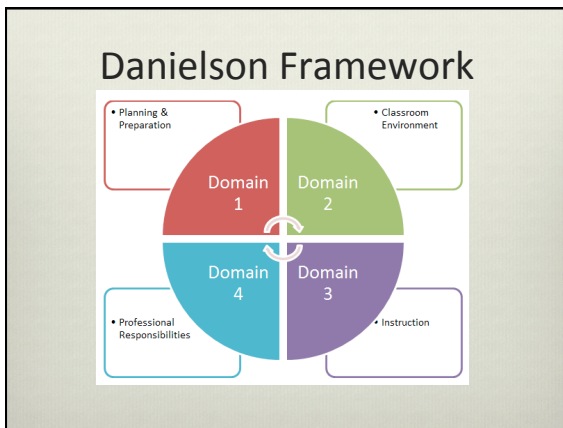 Danielson Framework
• Planning &
Preparation
• Classroom
Environment
Domain
1
Domain
2
Domain
4
Domain
3
• Professional
Responsibilities
• Instruction